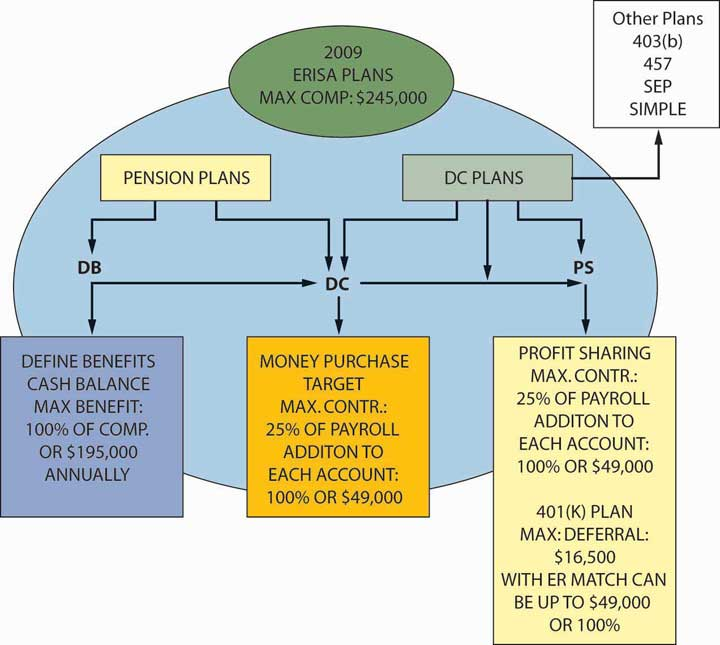 2009
ERISA PLANS
MAX COMP: $245,000
Other Plans
403(b)
457
SEP
SIMPLE
PENSION PLANS
DC PLANS
DB
DC
PS
DEFINE BENEFITS
CASH BALANCE
MAX BENEFIT:
100% OF COMP.
OR $195,000
ANNUALLY
MONEY PURCHASE
TARGET
MAX. CONTR.:
25% OF PAYROLL
ADDITON TO
EACH ACCOUNT:
100% OR $49,000
PROFIT SHARING
MAX. CONTR.:
25% OF PAYROLL
ADDITON TO
EACH ACCOUNT:
100% OR $49,000
401(K) PLAN
MAX: DEFERRAL:
$16,500
WITH ER MATCH CAN
BE UP TO $49,000
OR 100%